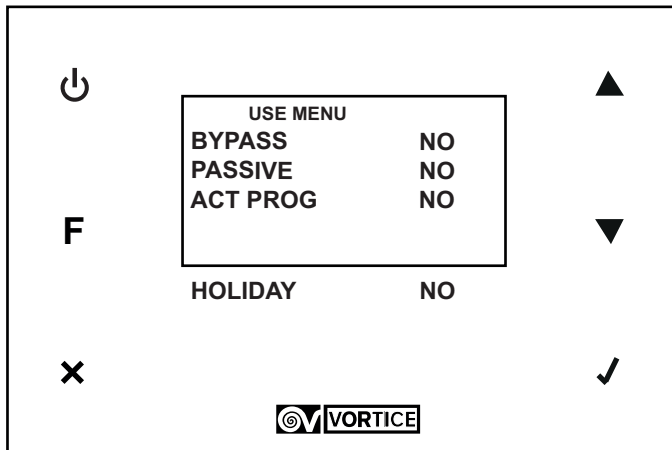 USE MENU
BYPASS NO
PASSIVE NO
ACT PROG NO
F
HOLIDAY NO
VORTICE